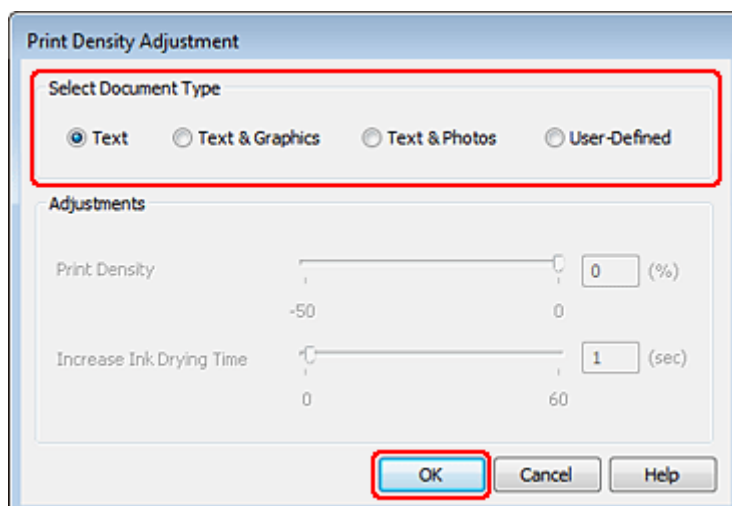 Print Density Adjustment
Select Document Type
Text Text & Graphics Text & Photos User-Defined
Adjustments
Print Density 0 (%)
-50 0
Increase Ink Drying Time 1 (sec)
0 60
OK Cancel Help